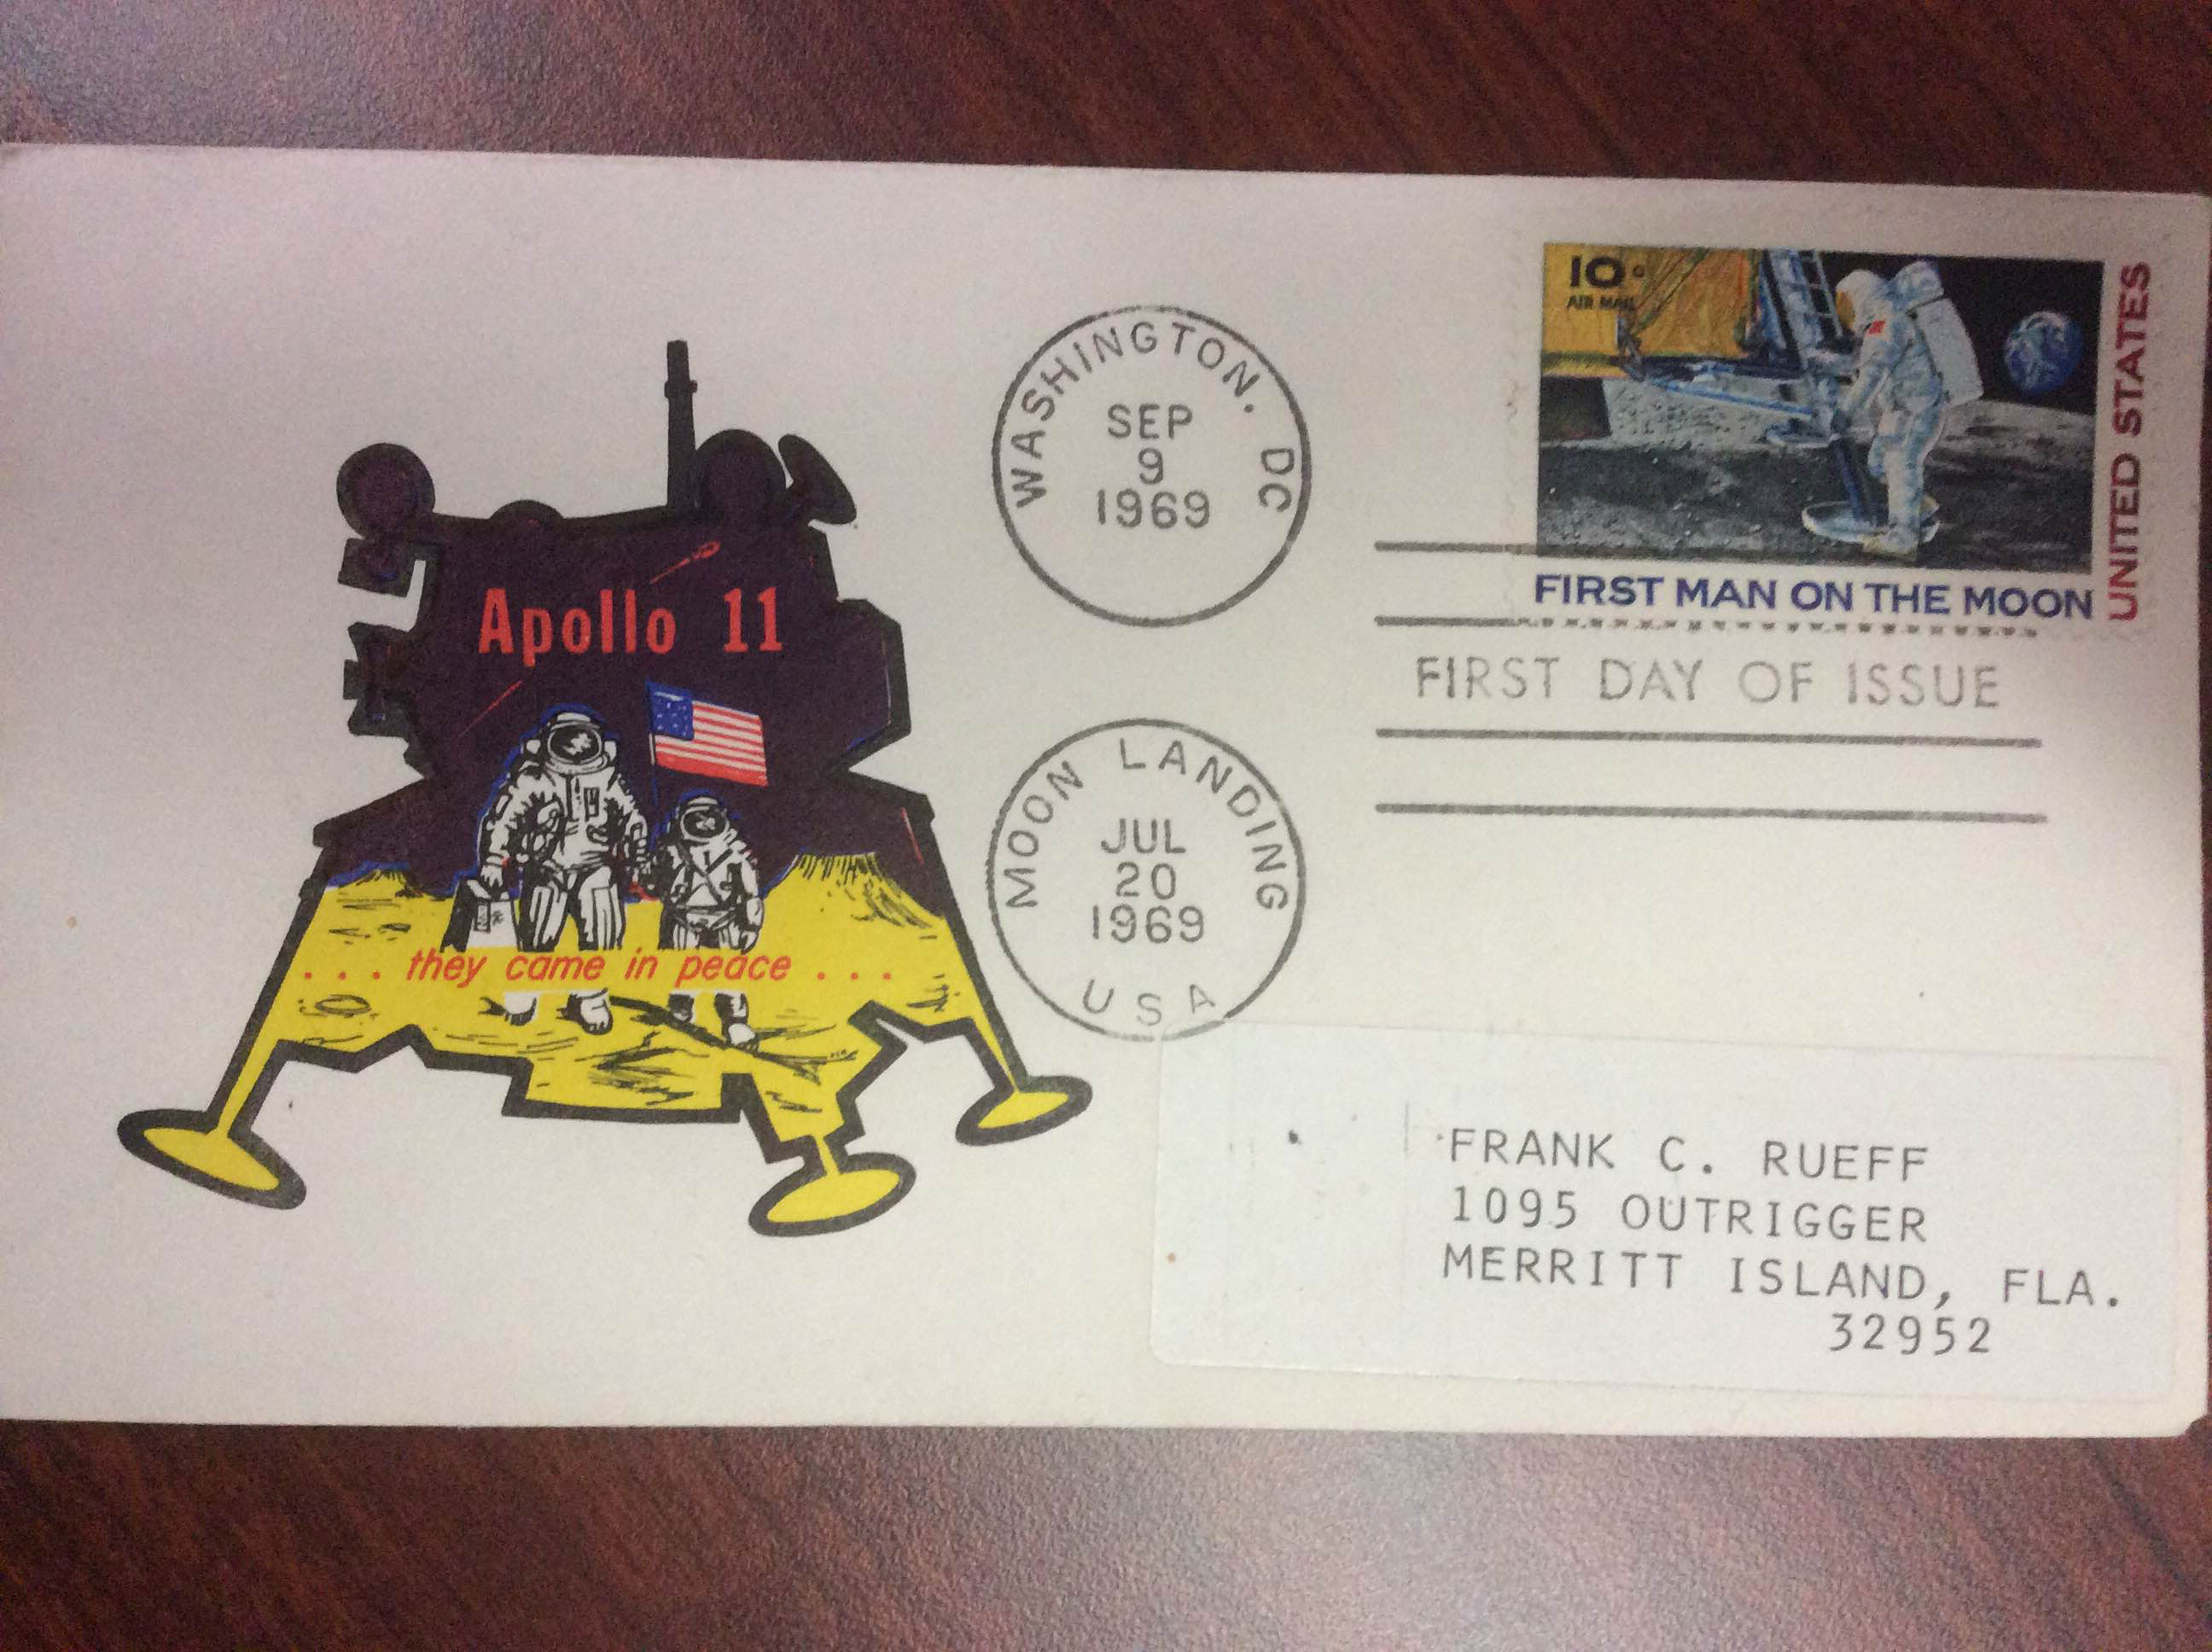 Apollo 11
. . . they came in peace . . .
WASHINGTON. DC
SEP
9
1969
MOON LANDING
JUL
20
1969
USA
10c
AIR MAIL
UNITED STATES
FIRST MAN ON THE MOON
FIRST DAY OF ISSUE
FRANK C. RUEFF
1095 OUTRIGGER
MERRITT ISLAND, FLA.
32952